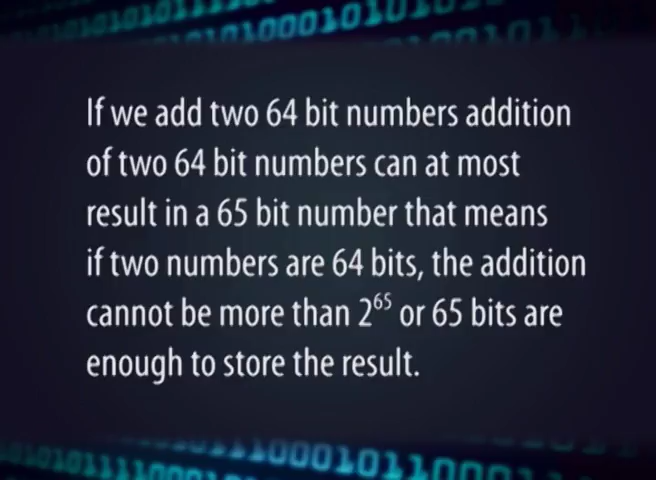 If we add two 64 bit numbers addition
of two 64 bit numbers can at most
result in a 65 bit number that means
if two numbers are 64 bits, the addition
cannot be more than 2⁶⁵ or 65 bits are
enough to store the result.